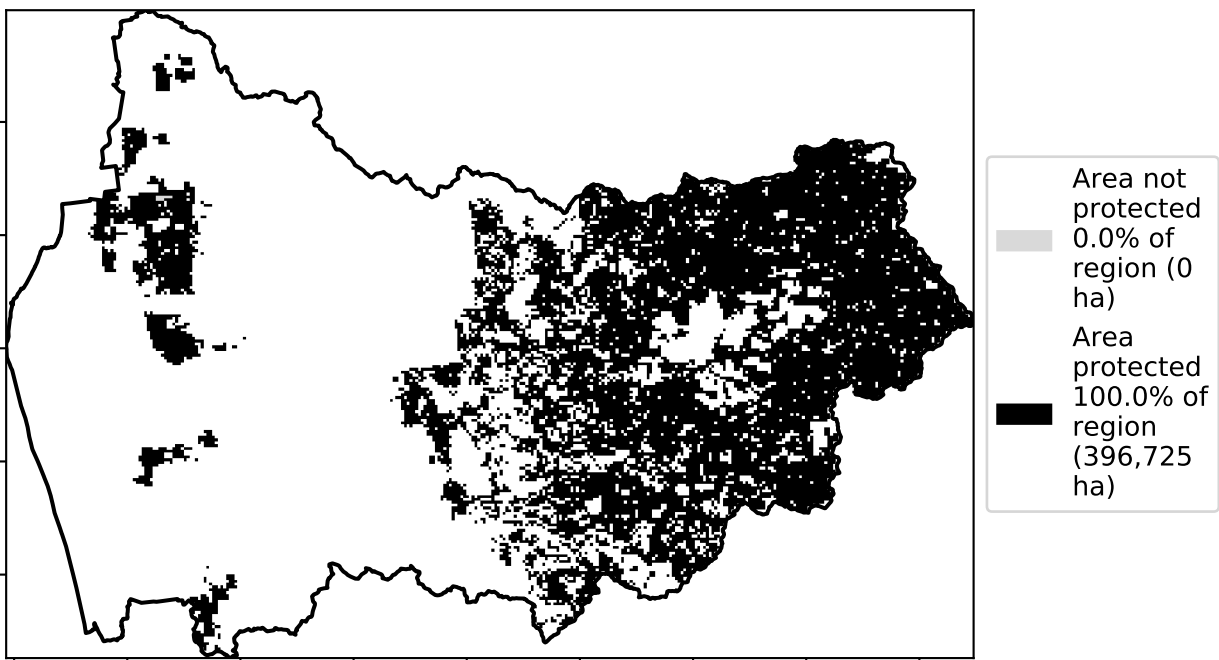 Area not
protected
0.0% of
region (0
ha)
Area
protected
100.0% of
region
(396,725
ha)